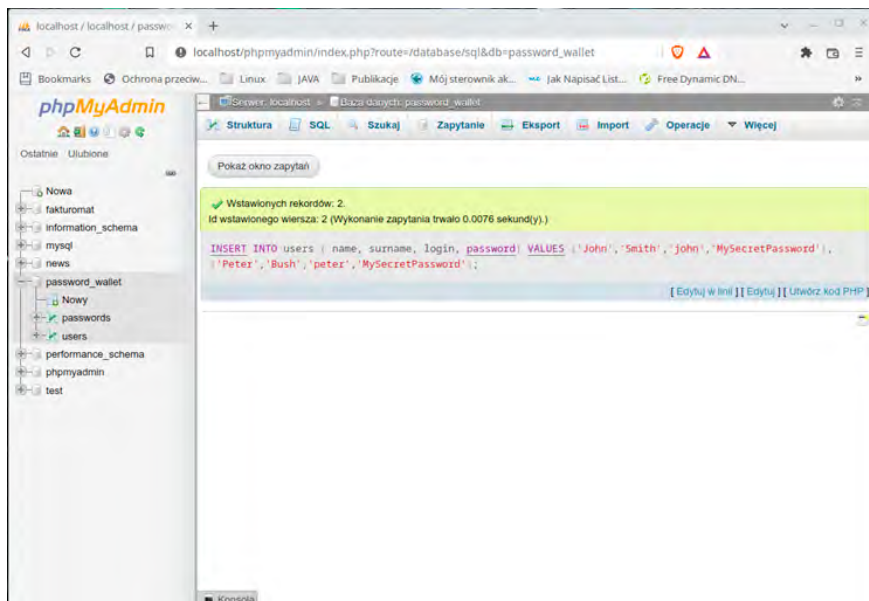 localhost / localhost / passwo
localhost/phpmyadmin/index.php?route=/database/sql&db=password_wallet
Bookmarks Ochrona przeciw... Linux JAVA Publikacje Mój sterownik ak... Jak Napisać List... Free Dynamic DN...
phpMyAdmin
Ostatnie Ulubione
Nowa
fakturomat
information_schema
mysql
news
password_wallet
Nowy
passwords
users
performance_schema
phpmyadmin
test
Serwer: localhost » Baza danych: password_wallet
Struktura SQL Szukaj Zapytanie Eksport Import Operacje Więcej
Pokaż okno zapytań
Wstawionych rekordów: 2.
Id wstawionego wiersza: 2 (Wykonanie zapytania trwało 0.0076 sekund(y).)
INSERT INTO users ( name, surname, login, password) VALUES ('John','Smith','john','MySecretPassword'),
('Peter','Bush','peter','MySecretPassword');
[ Edytuj w linii ] [ Edytuj ] [ Utwórz kod PHP ]
Konsola